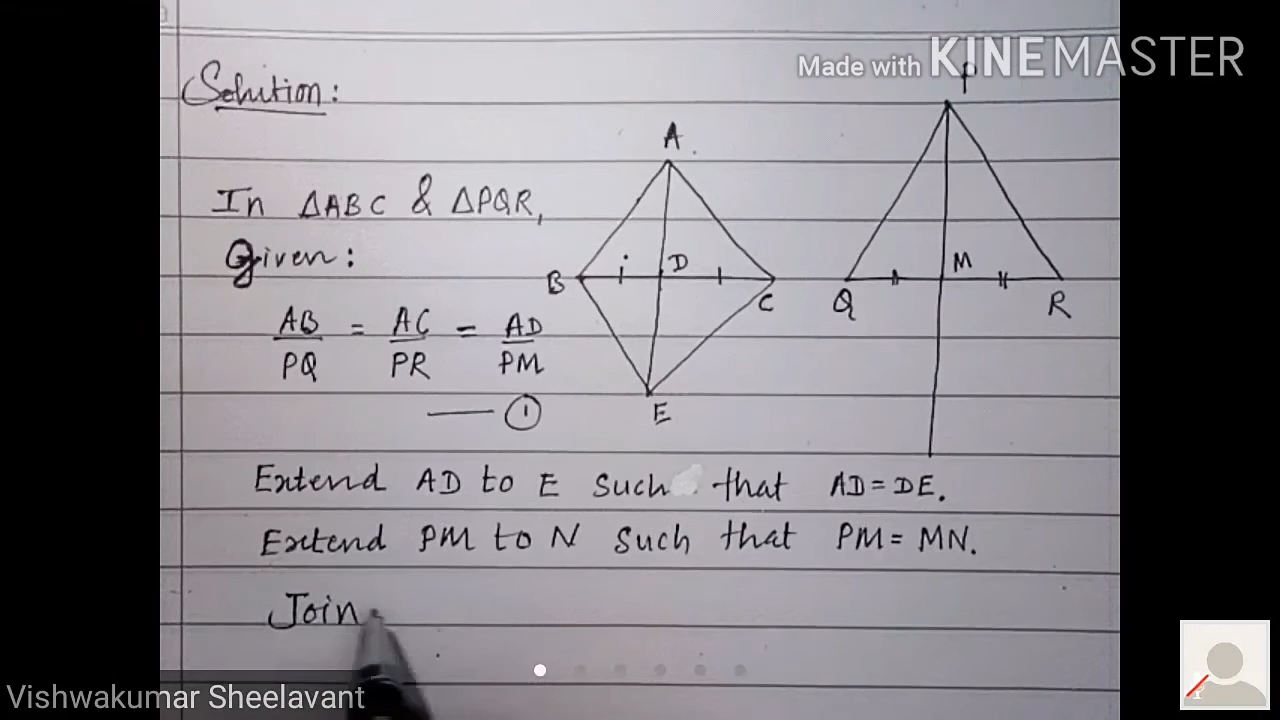 Made with KINEMASTER
Solution:
In ΔABC & ΔPQR,
Given:
AB/PQ = AC/PR = AD/PM
—— ①
A
B
D
C
E
P
M
Q
R
Extend AD to E Such that AD = DE.
Extend PM to N Such that PM = MN.
Join
Vishwakumar Sheelavant